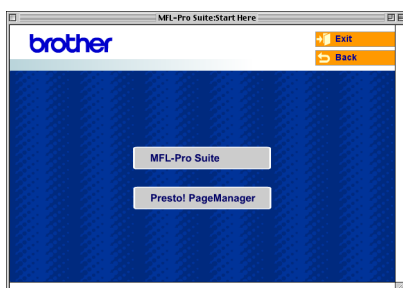 MFL-Pro Suite:Start Here
brother
Exit
Back
MFL-Pro Suite
Presto! PageManager